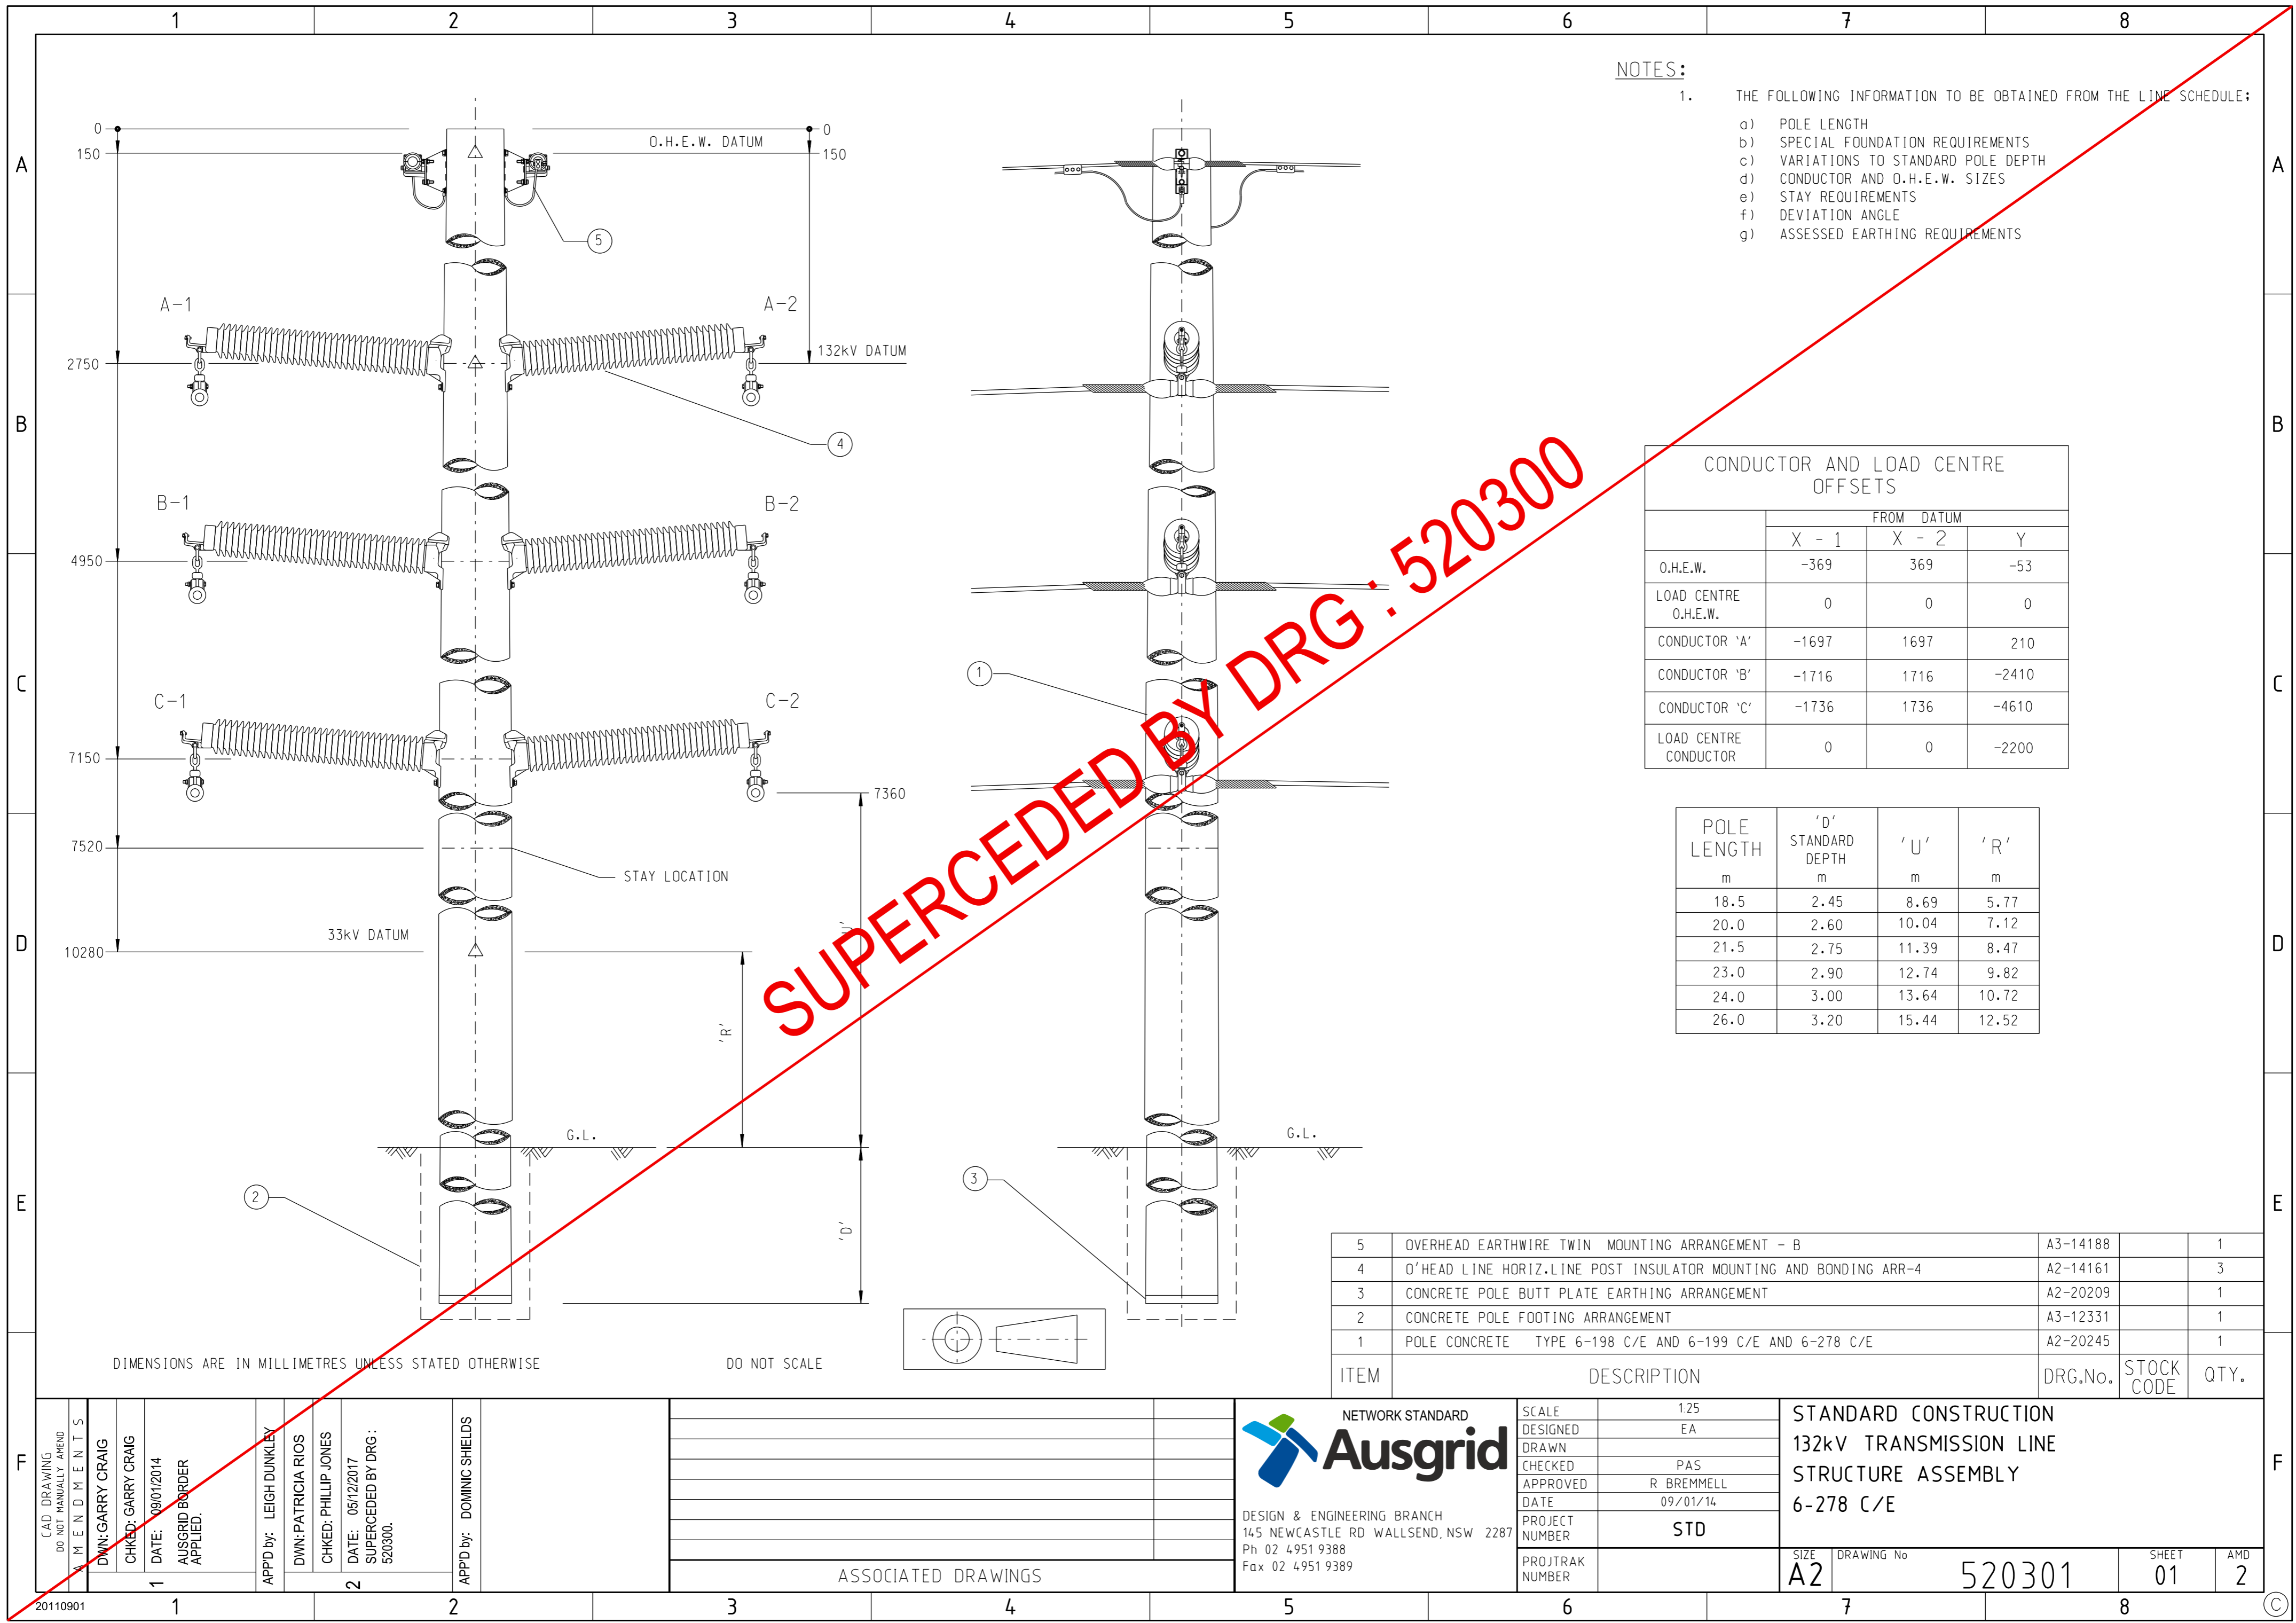 1 2 3 4 5 6 7 8
A
B
C
D
E
F
A
B
C
D
E
F
0
150
2750
4950
7150
7520
10280
0
150
O.H.E.W. DATUM
132kV DATUM
A-1
A-2
B-1
B-2
C-1
C-2
5
4
7360
STAY LOCATION
33kV DATUM
'U'
'R'
'D'
G.L.
2
1
3
G.L.
SUPERCEDED BY DRG : 520300
NOTES:
1. THE FOLLOWING INFORMATION TO BE OBTAINED FROM THE LINE SCHEDULE;
a) POLE LENGTH
b) SPECIAL FOUNDATION REQUIREMENTS
c) VARIATIONS TO STANDARD POLE DEPTH
d) CONDUCTOR AND O.H.E.W. SIZES
e) STAY REQUIREMENTS
f) DEVIATION ANGLE
g) ASSESSED EARTHING REQUIREMENTS
CONDUCTOR AND LOAD CENTRE
OFFSETS
FROM DATUM
X - 1 X - 2 Y
O.H.E.W. -369 369 -53
LOAD CENTRE
O.H.E.W. 0 0 0
CONDUCTOR 'A' -1697 1697 210
CONDUCTOR 'B' -1716 1716 -2410
CONDUCTOR 'C' -1736 1736 -4610
LOAD CENTRE
CONDUCTOR 0 0 -2200
POLE
LENGTH
m
'D'
STANDARD
DEPTH
m
'U'
m
'R'
m
18.5 2.45 8.69 5.77
20.0 2.60 10.04 7.12
21.5 2.75 11.39 8.47
23.0 2.90 12.74 9.82
24.0 3.00 13.64 10.72
26.0 3.20 15.44 12.52
5 OVERHEAD EARTHWIRE TWIN MOUNTING ARRANGEMENT - B A3-14188 1
4 O'HEAD LINE HORIZ.LINE POST INSULATOR MOUNTING AND BONDING ARR-4 A2-14161 3
3 CONCRETE POLE BUTT PLATE EARTHING ARRANGEMENT A2-20209 1
2 CONCRETE POLE FOOTING ARRANGEMENT A3-12331 1
1 POLE CONCRETE TYPE 6-198 C/E AND 6-199 C/E AND 6-278 C/E A2-20245 1
ITEM DESCRIPTION DRG.No. STOCK CODE QTY.
DIMENSIONS ARE IN MILLIMETRES UNLESS STATED OTHERWISE
DO NOT SCALE
CAD DRAWING
DO NOT MANUALLY AMEND
AMENDMENTS
DWN: GARRY CRAIG
CHKED: GARRY CRAIG
DATE: 09/01/2014
AUSGRID BORDER
APPLIED.
APP'D by: LEIGH DUNKLEY
1
DWN: PATRICIA RIOS
CHKED: PHILLIP JONES
DATE: 05/12/2017
SUPERCEDED BY DRG :
520300.
APP'D by: DOMINIC SHIELDS
2
ASSOCIATED DRAWINGS
NETWORK STANDARD
Ausgrid
DESIGN & ENGINEERING BRANCH
145 NEWCASTLE RD WALLSEND, NSW 2287
Ph 02 4951 9388
Fax 02 4951 9389
SCALE 1:25
DESIGNED EA
DRAWN
CHECKED PAS
APPROVED R BREMMELL
DATE 09/01/14
PROJECT
NUMBER STD
PROJTRAK
NUMBER
STANDARD CONSTRUCTION
132kV TRANSMISSION LINE
STRUCTURE ASSEMBLY
6-278 C/E
SIZE
A2
DRAWING No
520301
SHEET
01
AMD
2
20110901
1 2 3 4 5 6 7 8
©